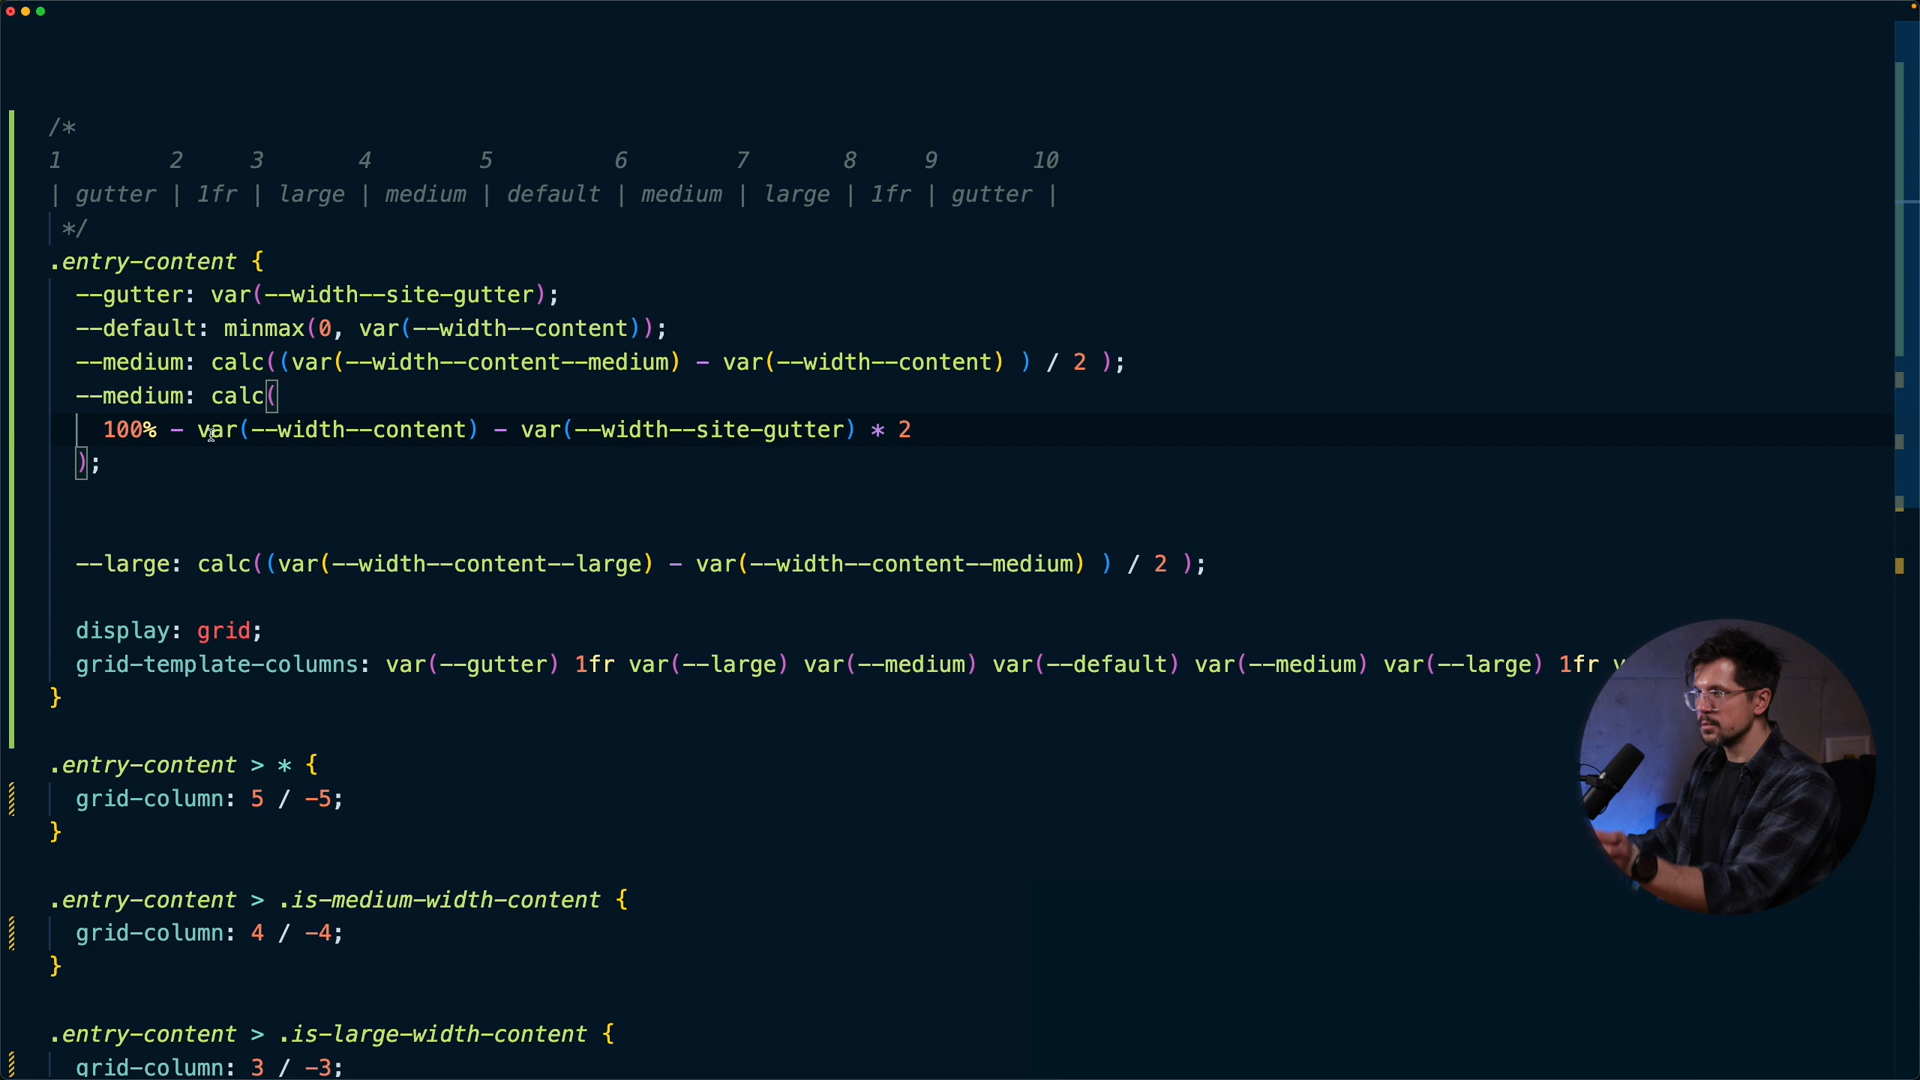 /*
1 2 3 4 5 6 7 8 9 10
| gutter | 1fr | large | medium | default | medium | large | 1fr | gutter |
*/
.entry-content {
--gutter: var(--width--site-gutter);
--default: minmax(0, var(--width--content));
--medium: calc((var(--width--content--medium) - var(--width--content) ) / 2 );
--medium: calc(
100% - var(--width--content) - var(--width--site-gutter) * 2
);
--large: calc((var(--width--content--large) - var(--width--content--medium) ) / 2 );
display: grid;
grid-template-columns: var(--gutter) 1fr var(--large) var(--medium) var(--default) var(--medium) var(--large) 1fr
}
.entry-content > * {
grid-column: 5 / -5;
}
.entry-content > .is-medium-width-content {
grid-column: 4 / -4;
}
.entry-content > .is-large-width-content {
grid-column: 3 / -3;